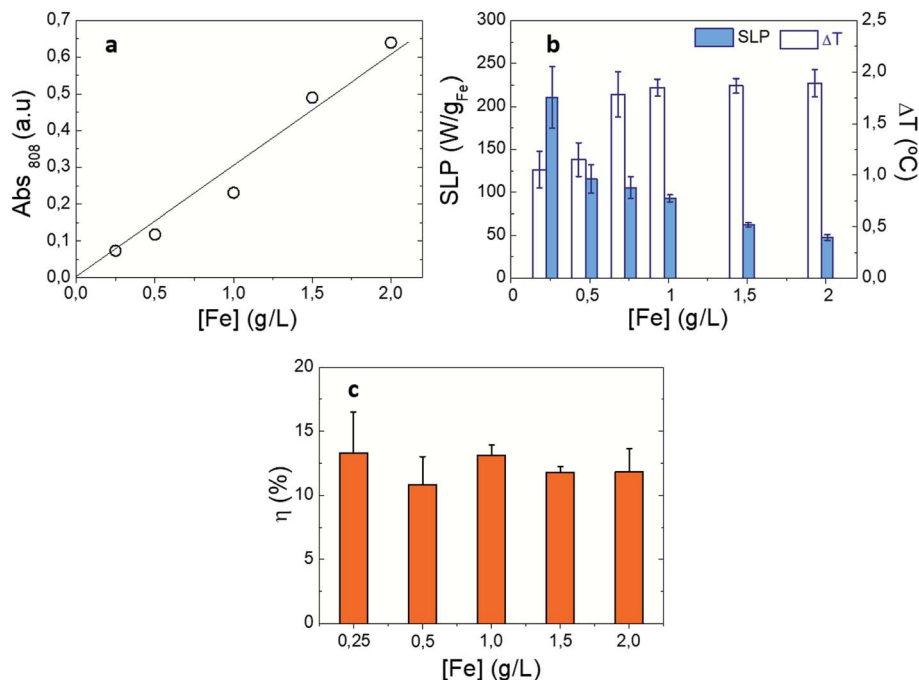 a
0,7
0,6
0,5
0,4
0,3
0,2
0,1
0,0
Abs 808 (a.u)
0,0 0,5 1,0 1,5 2,0
[Fe] (g/L)
b
SLP ΔT
300
250
200
150
100
50
0
SLP (W/gFe)
2,5
2,0
1,5
1,0
0,5
0,0
ΔT (ºC)
0 0,5 1 1,5 2
[Fe] (g/L)
c
20
15
10
5
0
η (%)
0,25 0,5 1,0 1,5 2,0
[Fe] (g/L)